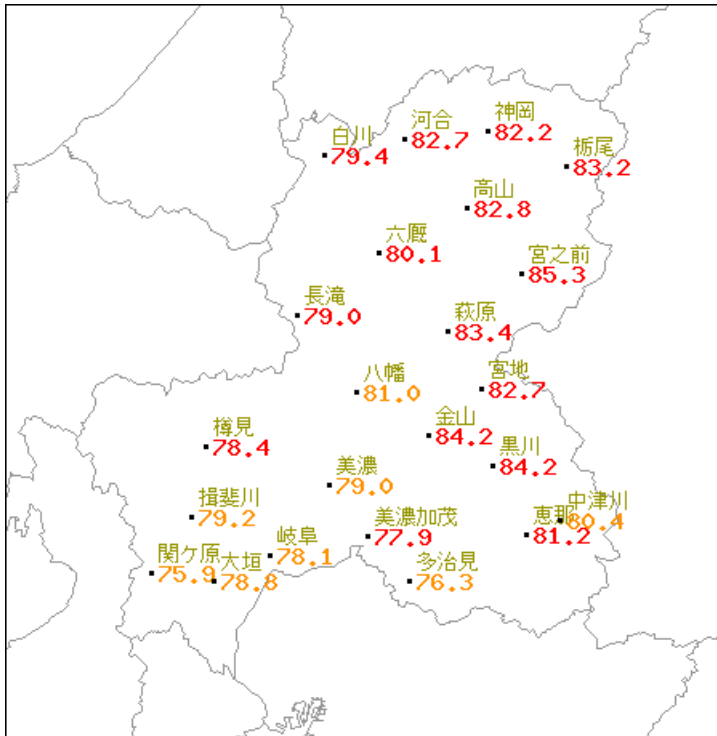 神岡
82.2
河合
82.7
白川
79.4
栃尾
83.2
高山
82.8
六厩
80.1
宮之前
85.3
長滝
79.0
萩原
83.4
八幡
81.0
宮地
82.7
金山
84.2
樽見
78.4
黒川
84.2
美濃
79.0
揖斐川
79.2
中津川
80.4
美濃加茂
77.9
恵那
81.2
岐阜
78.1
関ケ原
75.9
大垣
78.8
多治見
76.3